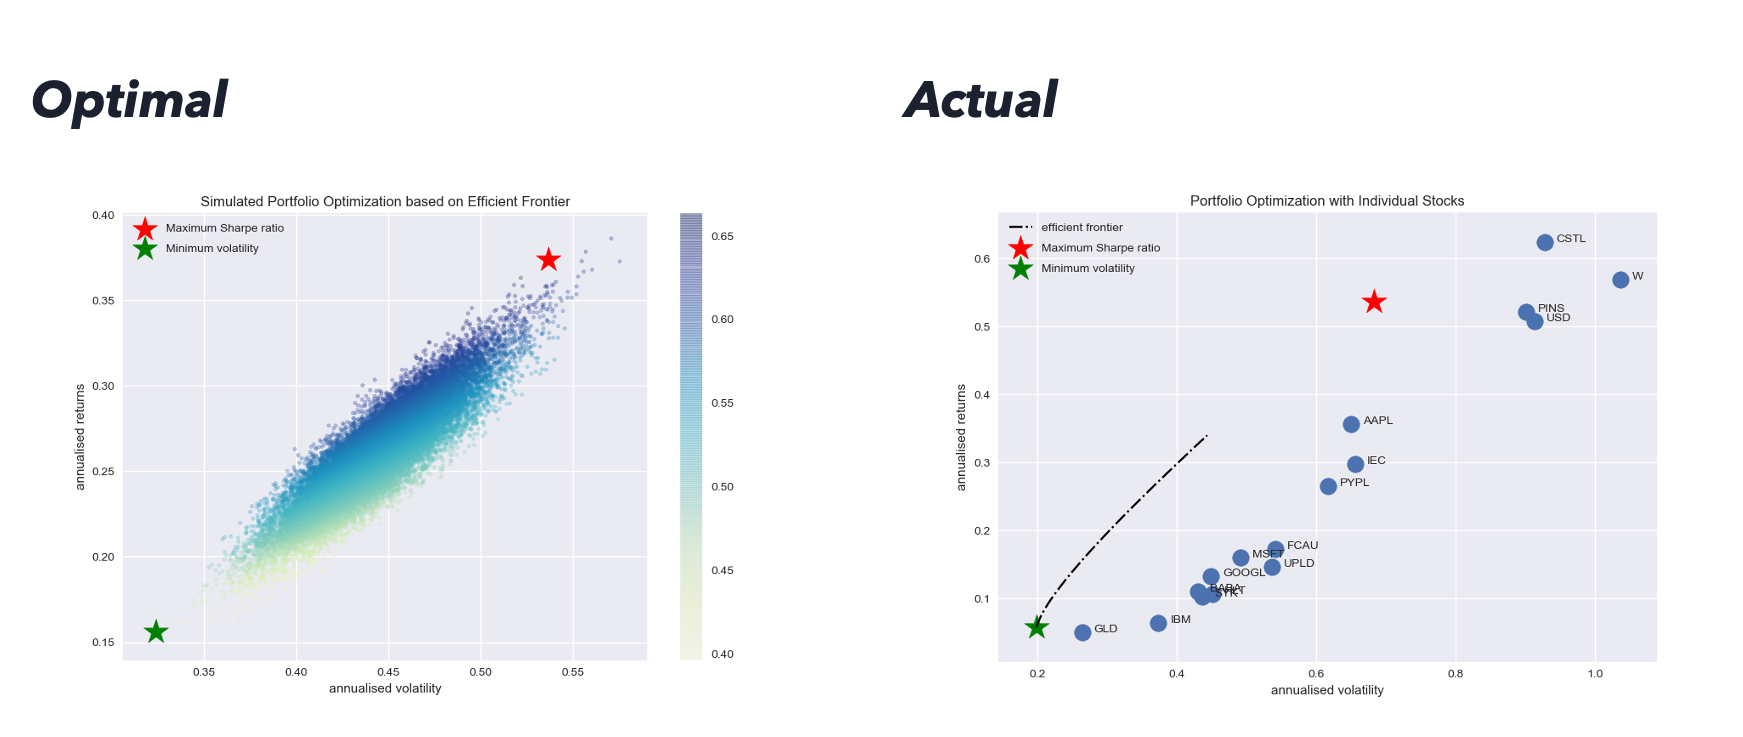 Optimal
Actual
Simulated Portfolio Optimization based on Efficient Frontier
Maximum Sharpe ratio
Minimum volatility
0.40
0.35
0.30
0.25
0.20
0.15
annualised returns
0.35
0.40
0.45
0.50
0.55
annualised volatility
0.65
0.60
0.55
0.50
0.45
0.40
Portfolio Optimization with Individual Stocks
efficient frontier
Maximum Sharpe ratio
Minimum volatility
0.6
0.5
0.4
0.3
0.2
0.1
annualised returns
CSTL
W
PINS
USD
AAPL
IEC
PYPL
FCAU
MSFT
UPLD
GOOGL
BABA
SYK
IBM
GLD
0.2
0.4
0.6
0.8
1.0
annualised volatility